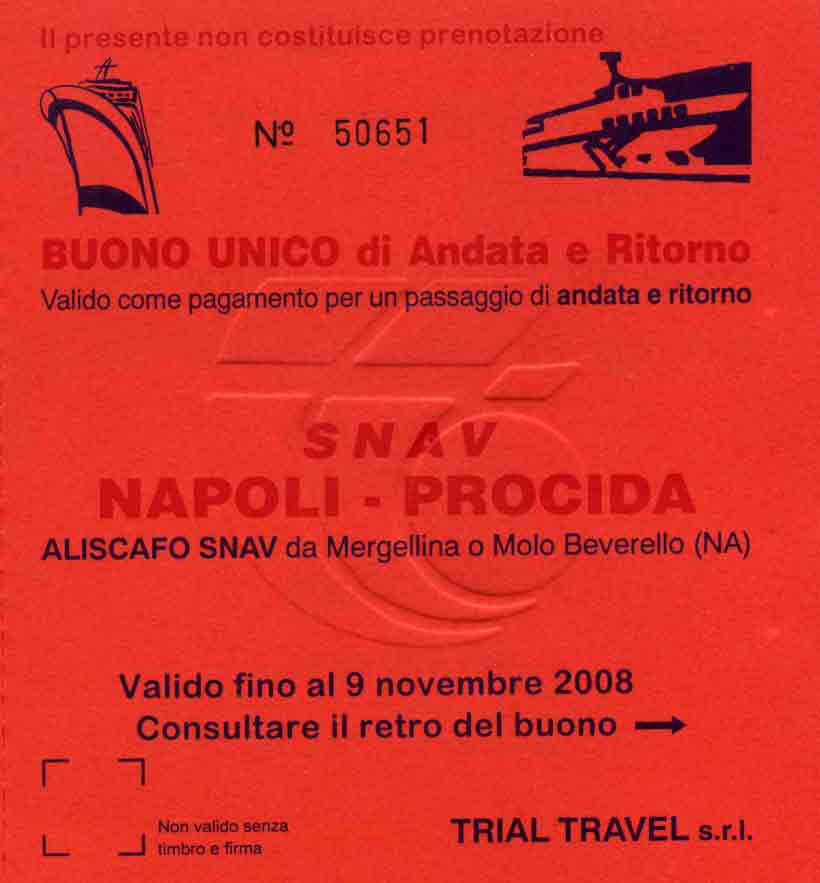 Il presente non costituisce prenotazione
Nº 50651
BUONO UNICO di Andata e Ritorno
Valido come pagamento per un passaggio di andata e ritorno
SNAV
NAPOLI - PROCIDA
ALISCAFO SNAV da Mergellina o Molo Beverello (NA)
Valido fino al 9 novembre 2008
Consultare il retro del buono
Non valido senza
timbro e firma
TRIAL TRAVEL s.r.l.